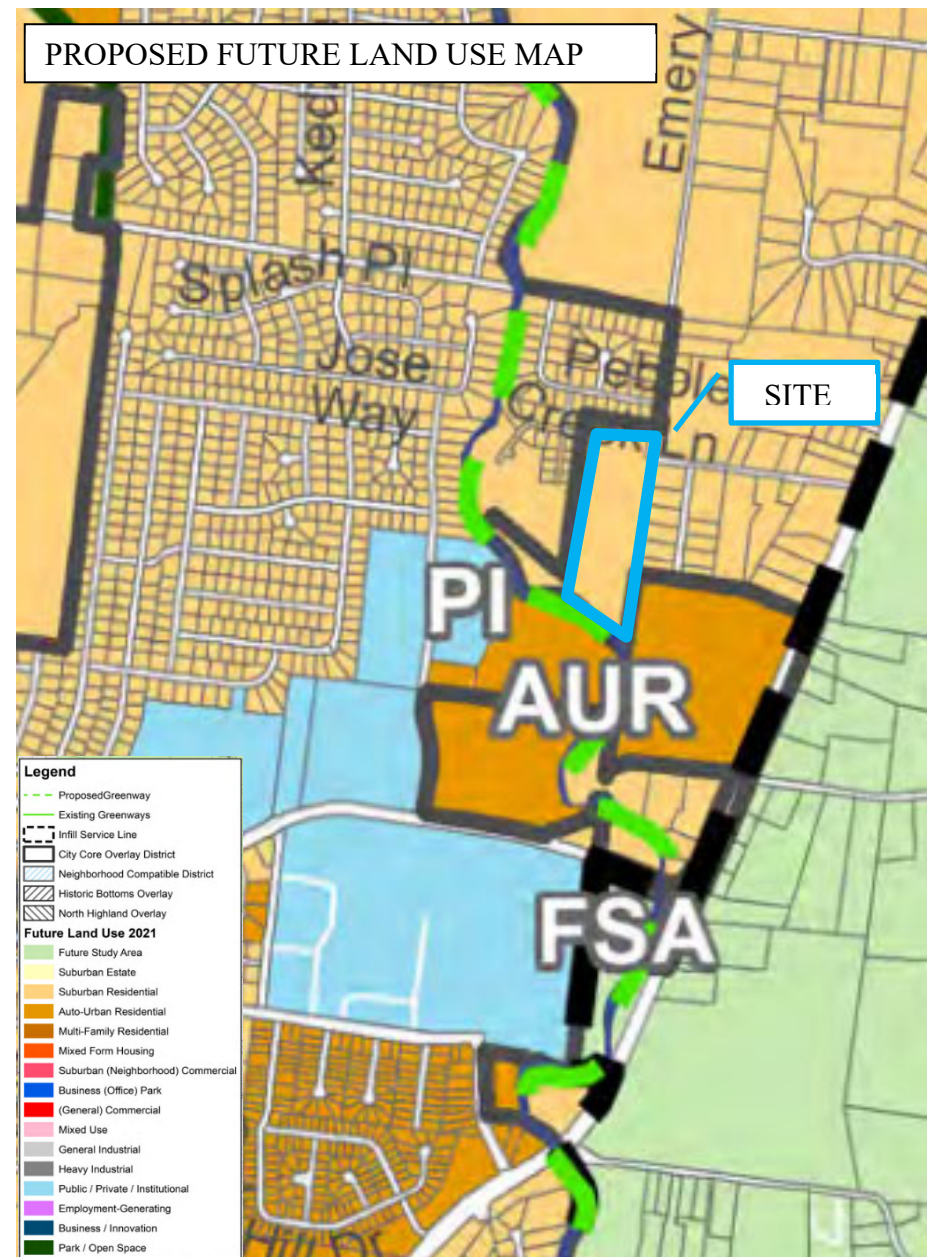 PROPOSED FUTURE LAND USE MAP
Emery
Splash Pl
Jose
Way
Pebble
Creek Ln
SITE
PI
AUR
FSA
Legend
ProposedGreenway
Existing Greenways
Infill Service Line
City Core Overlay District
Neighborhood Compatible District
Historic Bottoms Overlay
North Highland Overlay
Future Land Use 2021
Future Study Area
Suburban Estate
Suburban Residential
Auto-Urban Residential
Multi-Family Residential
Mixed Form Housing
Suburban (Neighborhood) Commercial
Business (Office) Park
(General) Commercial
Mixed Use
General Industrial
Heavy Industrial
Public / Private / Institutional
Employment-Generating
Business / Innovation
Park / Open Space